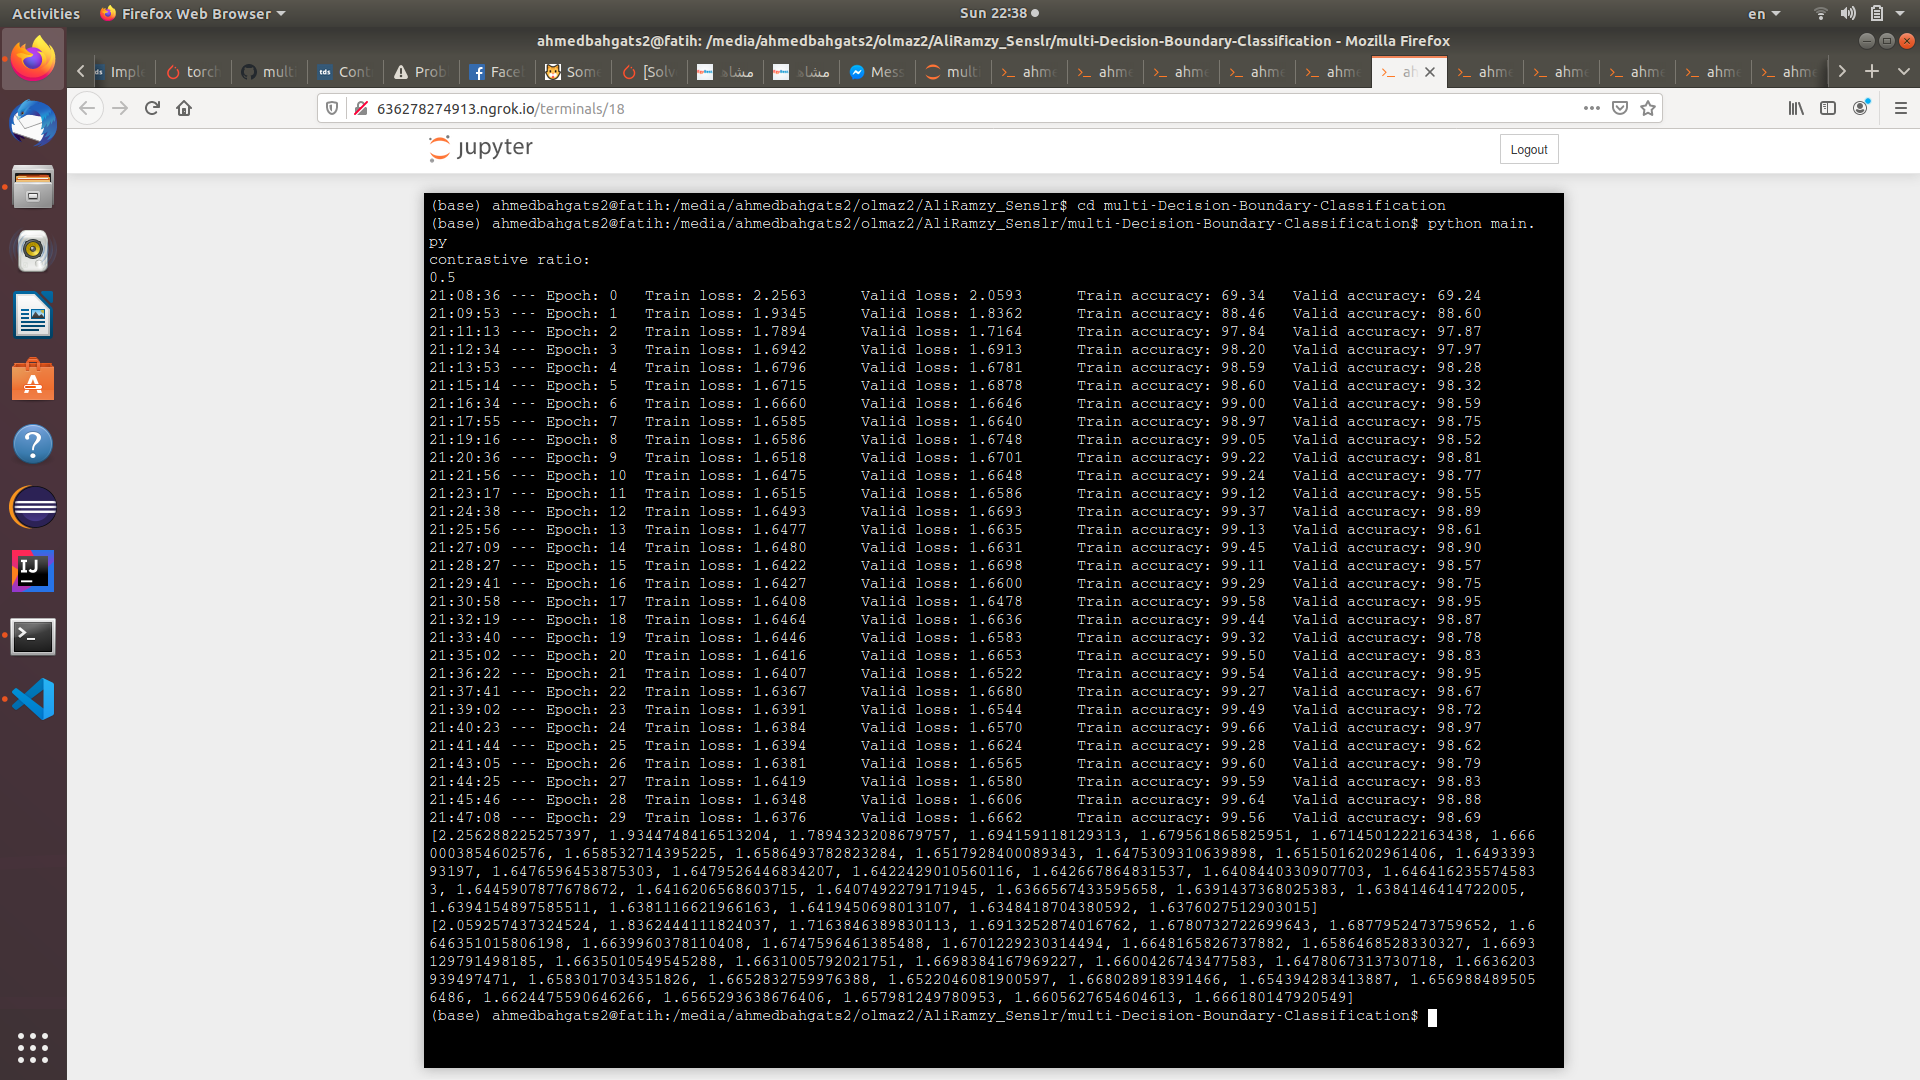 Activities Firefox Web Browser Sun 22:38 en
ahmedbahgats2@fatih: /media/ahmedbahgats2/olmaz2/AliRamzy_Senslr/multi-Decision-Boundary-Classification - Mozilla Firefox
Imple torch mult Cont Prob Face Som [Solv مشاه مشاه Mess mult ahme ahme ahme ahme ahme ah ahme ahme ahme ahme ahme
636278274913.ngrok.io/terminals/18
jupyter Logout
(base) ahmedbahgats2@fatih:/media/ahmedbahgats2/olmaz2/AliRamzy_Senslr$ cd multi-Decision-Boundary-Classification
(base) ahmedbahgats2@fatih:/media/ahmedbahgats2/olmaz2/AliRamzy_Senslr/multi-Decision-Boundary-Classification$ python main.
py
contrastive ratio:
0.5
21:08:36 --- Epoch: 0 Train loss: 2.2563 Valid loss: 2.0593 Train accuracy: 69.34 Valid accuracy: 69.24
21:09:53 --- Epoch: 1 Train loss: 1.9345 Valid loss: 1.8362 Train accuracy: 88.46 Valid accuracy: 88.60
21:11:13 --- Epoch: 2 Train loss: 1.7894 Valid loss: 1.7164 Train accuracy: 97.84 Valid accuracy: 97.87
21:12:34 --- Epoch: 3 Train loss: 1.6942 Valid loss: 1.6913 Train accuracy: 98.20 Valid accuracy: 97.97
21:13:53 --- Epoch: 4 Train loss: 1.6796 Valid loss: 1.6781 Train accuracy: 98.59 Valid accuracy: 98.28
21:15:14 --- Epoch: 5 Train loss: 1.6715 Valid loss: 1.6878 Train accuracy: 98.60 Valid accuracy: 98.32
21:16:34 --- Epoch: 6 Train loss: 1.6660 Valid loss: 1.6646 Train accuracy: 99.00 Valid accuracy: 98.59
21:17:55 --- Epoch: 7 Train loss: 1.6585 Valid loss: 1.6640 Train accuracy: 98.97 Valid accuracy: 98.75
21:19:16 --- Epoch: 8 Train loss: 1.6586 Valid loss: 1.6748 Train accuracy: 99.05 Valid accuracy: 98.52
21:20:36 --- Epoch: 9 Train loss: 1.6518 Valid loss: 1.6701 Train accuracy: 99.22 Valid accuracy: 98.81
21:21:56 --- Epoch: 10 Train loss: 1.6475 Valid loss: 1.6648 Train accuracy: 99.24 Valid accuracy: 98.77
21:23:17 --- Epoch: 11 Train loss: 1.6515 Valid loss: 1.6586 Train accuracy: 99.12 Valid accuracy: 98.55
21:24:38 --- Epoch: 12 Train loss: 1.6493 Valid loss: 1.6693 Train accuracy: 99.37 Valid accuracy: 98.89
21:25:56 --- Epoch: 13 Train loss: 1.6477 Valid loss: 1.6635 Train accuracy: 99.13 Valid accuracy: 98.61
21:27:09 --- Epoch: 14 Train loss: 1.6480 Valid loss: 1.6631 Train accuracy: 99.45 Valid accuracy: 98.90
21:28:27 --- Epoch: 15 Train loss: 1.6422 Valid loss: 1.6698 Train accuracy: 99.11 Valid accuracy: 98.57
21:29:41 --- Epoch: 16 Train loss: 1.6427 Valid loss: 1.6600 Train accuracy: 99.29 Valid accuracy: 98.75
21:30:58 --- Epoch: 17 Train loss: 1.6408 Valid loss: 1.6478 Train accuracy: 99.58 Valid accuracy: 98.95
21:32:19 --- Epoch: 18 Train loss: 1.6464 Valid loss: 1.6636 Train accuracy: 99.44 Valid accuracy: 98.87
21:33:40 --- Epoch: 19 Train loss: 1.6446 Valid loss: 1.6583 Train accuracy: 99.32 Valid accuracy: 98.78
21:35:02 --- Epoch: 20 Train loss: 1.6416 Valid loss: 1.6653 Train accuracy: 99.50 Valid accuracy: 98.83
21:36:22 --- Epoch: 21 Train loss: 1.6407 Valid loss: 1.6522 Train accuracy: 99.54 Valid accuracy: 98.95
21:37:41 --- Epoch: 22 Train loss: 1.6367 Valid loss: 1.6680 Train accuracy: 99.27 Valid accuracy: 98.67
21:39:02 --- Epoch: 23 Train loss: 1.6391 Valid loss: 1.6544 Train accuracy: 99.49 Valid accuracy: 98.72
21:40:23 --- Epoch: 24 Train loss: 1.6384 Valid loss: 1.6570 Train accuracy: 99.66 Valid accuracy: 98.97
21:41:44 --- Epoch: 25 Train loss: 1.6394 Valid loss: 1.6624 Train accuracy: 99.28 Valid accuracy: 98.62
21:43:05 --- Epoch: 26 Train loss: 1.6381 Valid loss: 1.6565 Train accuracy: 99.60 Valid accuracy: 98.79
21:44:25 --- Epoch: 27 Train loss: 1.6419 Valid loss: 1.6580 Train accuracy: 99.59 Valid accuracy: 98.83
21:45:46 --- Epoch: 28 Train loss: 1.6348 Valid loss: 1.6606 Train accuracy: 99.64 Valid accuracy: 98.88
21:47:08 --- Epoch: 29 Train loss: 1.6376 Valid loss: 1.6662 Train accuracy: 99.56 Valid accuracy: 98.69
[2.256288225257397, 1.9344748416513204, 1.7894323208679757, 1.694159118129313, 1.679561865825951, 1.6714501222163438, 1.666
0003854602576, 1.658532714395225, 1.6586493782823284, 1.6517928400089343, 1.6475309310639898, 1.6515016202961406, 1.6493393
93197, 1.6476596453875303, 1.6479526446834207, 1.6422429010560116, 1.642667864831537, 1.6408440330907703, 1.646416235574583
3, 1.6445907877678672, 1.6416206568603715, 1.6407492279171945, 1.6366567433595658, 1.6391437368025383, 1.6384146414722005,
1.6394154897585511, 1.6381116621966163, 1.6419450698013107, 1.6348418704380592, 1.6376027512903015]
[2.059257437324524, 1.8362444111824037, 1.7163846389830113, 1.6913252874016762, 1.6780732722699643, 1.6877952473759652, 1.6
646351015806198, 1.6639960378110408, 1.6747596461385488, 1.6701229230314494, 1.6648165826737882, 1.6586468528330327, 1.6693
129791498185, 1.6635010549545288, 1.6631005792021751, 1.6698384167969227, 1.6600426743477583, 1.6478067313730718, 1.6636203
939497471, 1.6583017034351826, 1.6652832759976388, 1.6522046081900597, 1.668028918391466, 1.654394283413887, 1.656988489505
6486, 1.6624475590646266, 1.6565293638676406, 1.657981249780953, 1.6605627654604613, 1.666180147920549]
(base) ahmedbahgats2@fatih:/media/ahmedbahgats2/olmaz2/AliRamzy_Senslr/multi-Decision-Boundary-Classification$